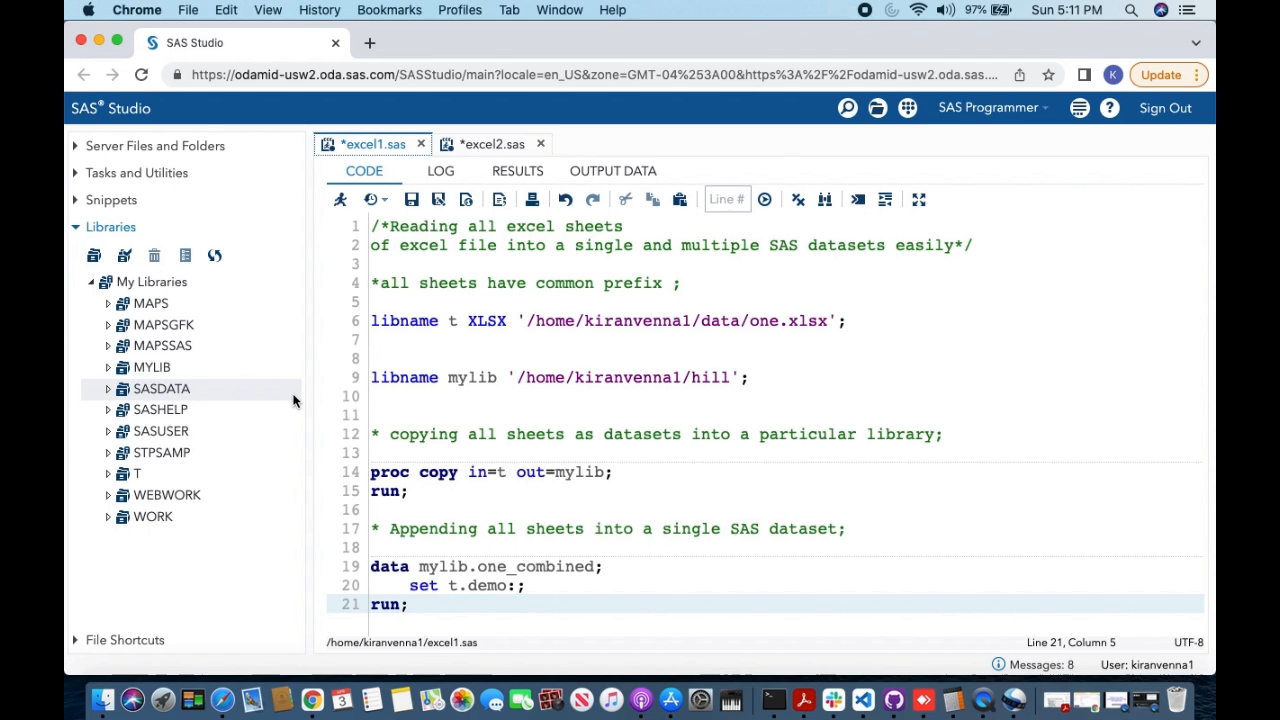 Chrome File Edit View History Bookmarks Profiles Tab Window Help 97% Sun 5:11 PM
SAS Studio
https://odamid-usw2.oda.sas.com/SASStudio/main?locale=en_US&zone=GMT-04%253A00&https%3A%2F%2Fodamid-usw2.oda.sas.... K Update
SAS® Studio SAS Programmer Sign Out
Server Files and Folders
Tasks and Utilities
Snippets
Libraries
My Libraries
MAPS
MAPSGFK
MAPSSAS
MYLIB
SASDATA
SASHELP
SASUSER
STPSAMP
T
WEBWORK
WORK
File Shortcuts
*excel1.sas *excel2.sas
CODE LOG RESULTS OUTPUT DATA
Line #
1 /*Reading all excel sheets
2 of excel file into a single and multiple SAS datasets easily*/
3
4 *all sheets have common prefix ;
5
6 libname t XLSX '/home/kiranvenna1/data/one.xlsx';
7
8
9 libname mylib '/home/kiranvenna1/hill';
10
11
12 * copying all sheets as datasets into a particular library;
13
14 proc copy in=t out=mylib;
15 run;
16
17 * Appending all sheets into a single SAS dataset;
18
19 data mylib.one_combined;
20 set t.demo:;
21 run;
/home/kiranvenna1/excel1.sas Line 21, Column 5 UTF-8
Messages: 8 User: kiranvenna1